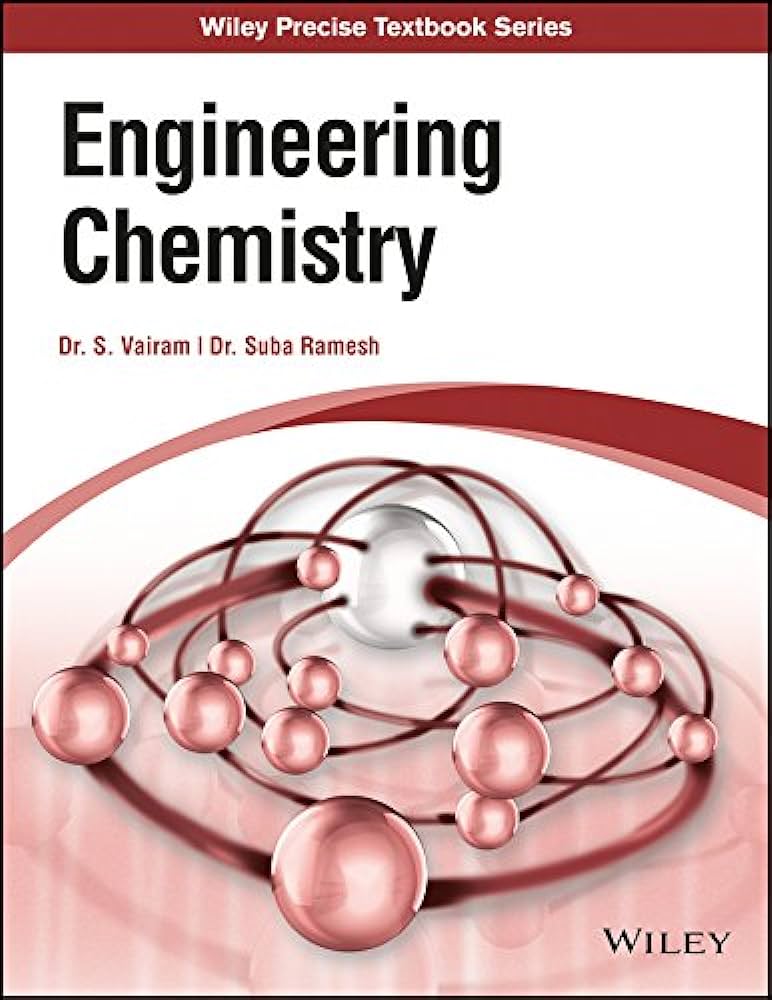 Wiley Precise Textbook Series
Engineering
Chemistry
Dr. S. Vairam | Dr. Suba Ramesh
WILEY